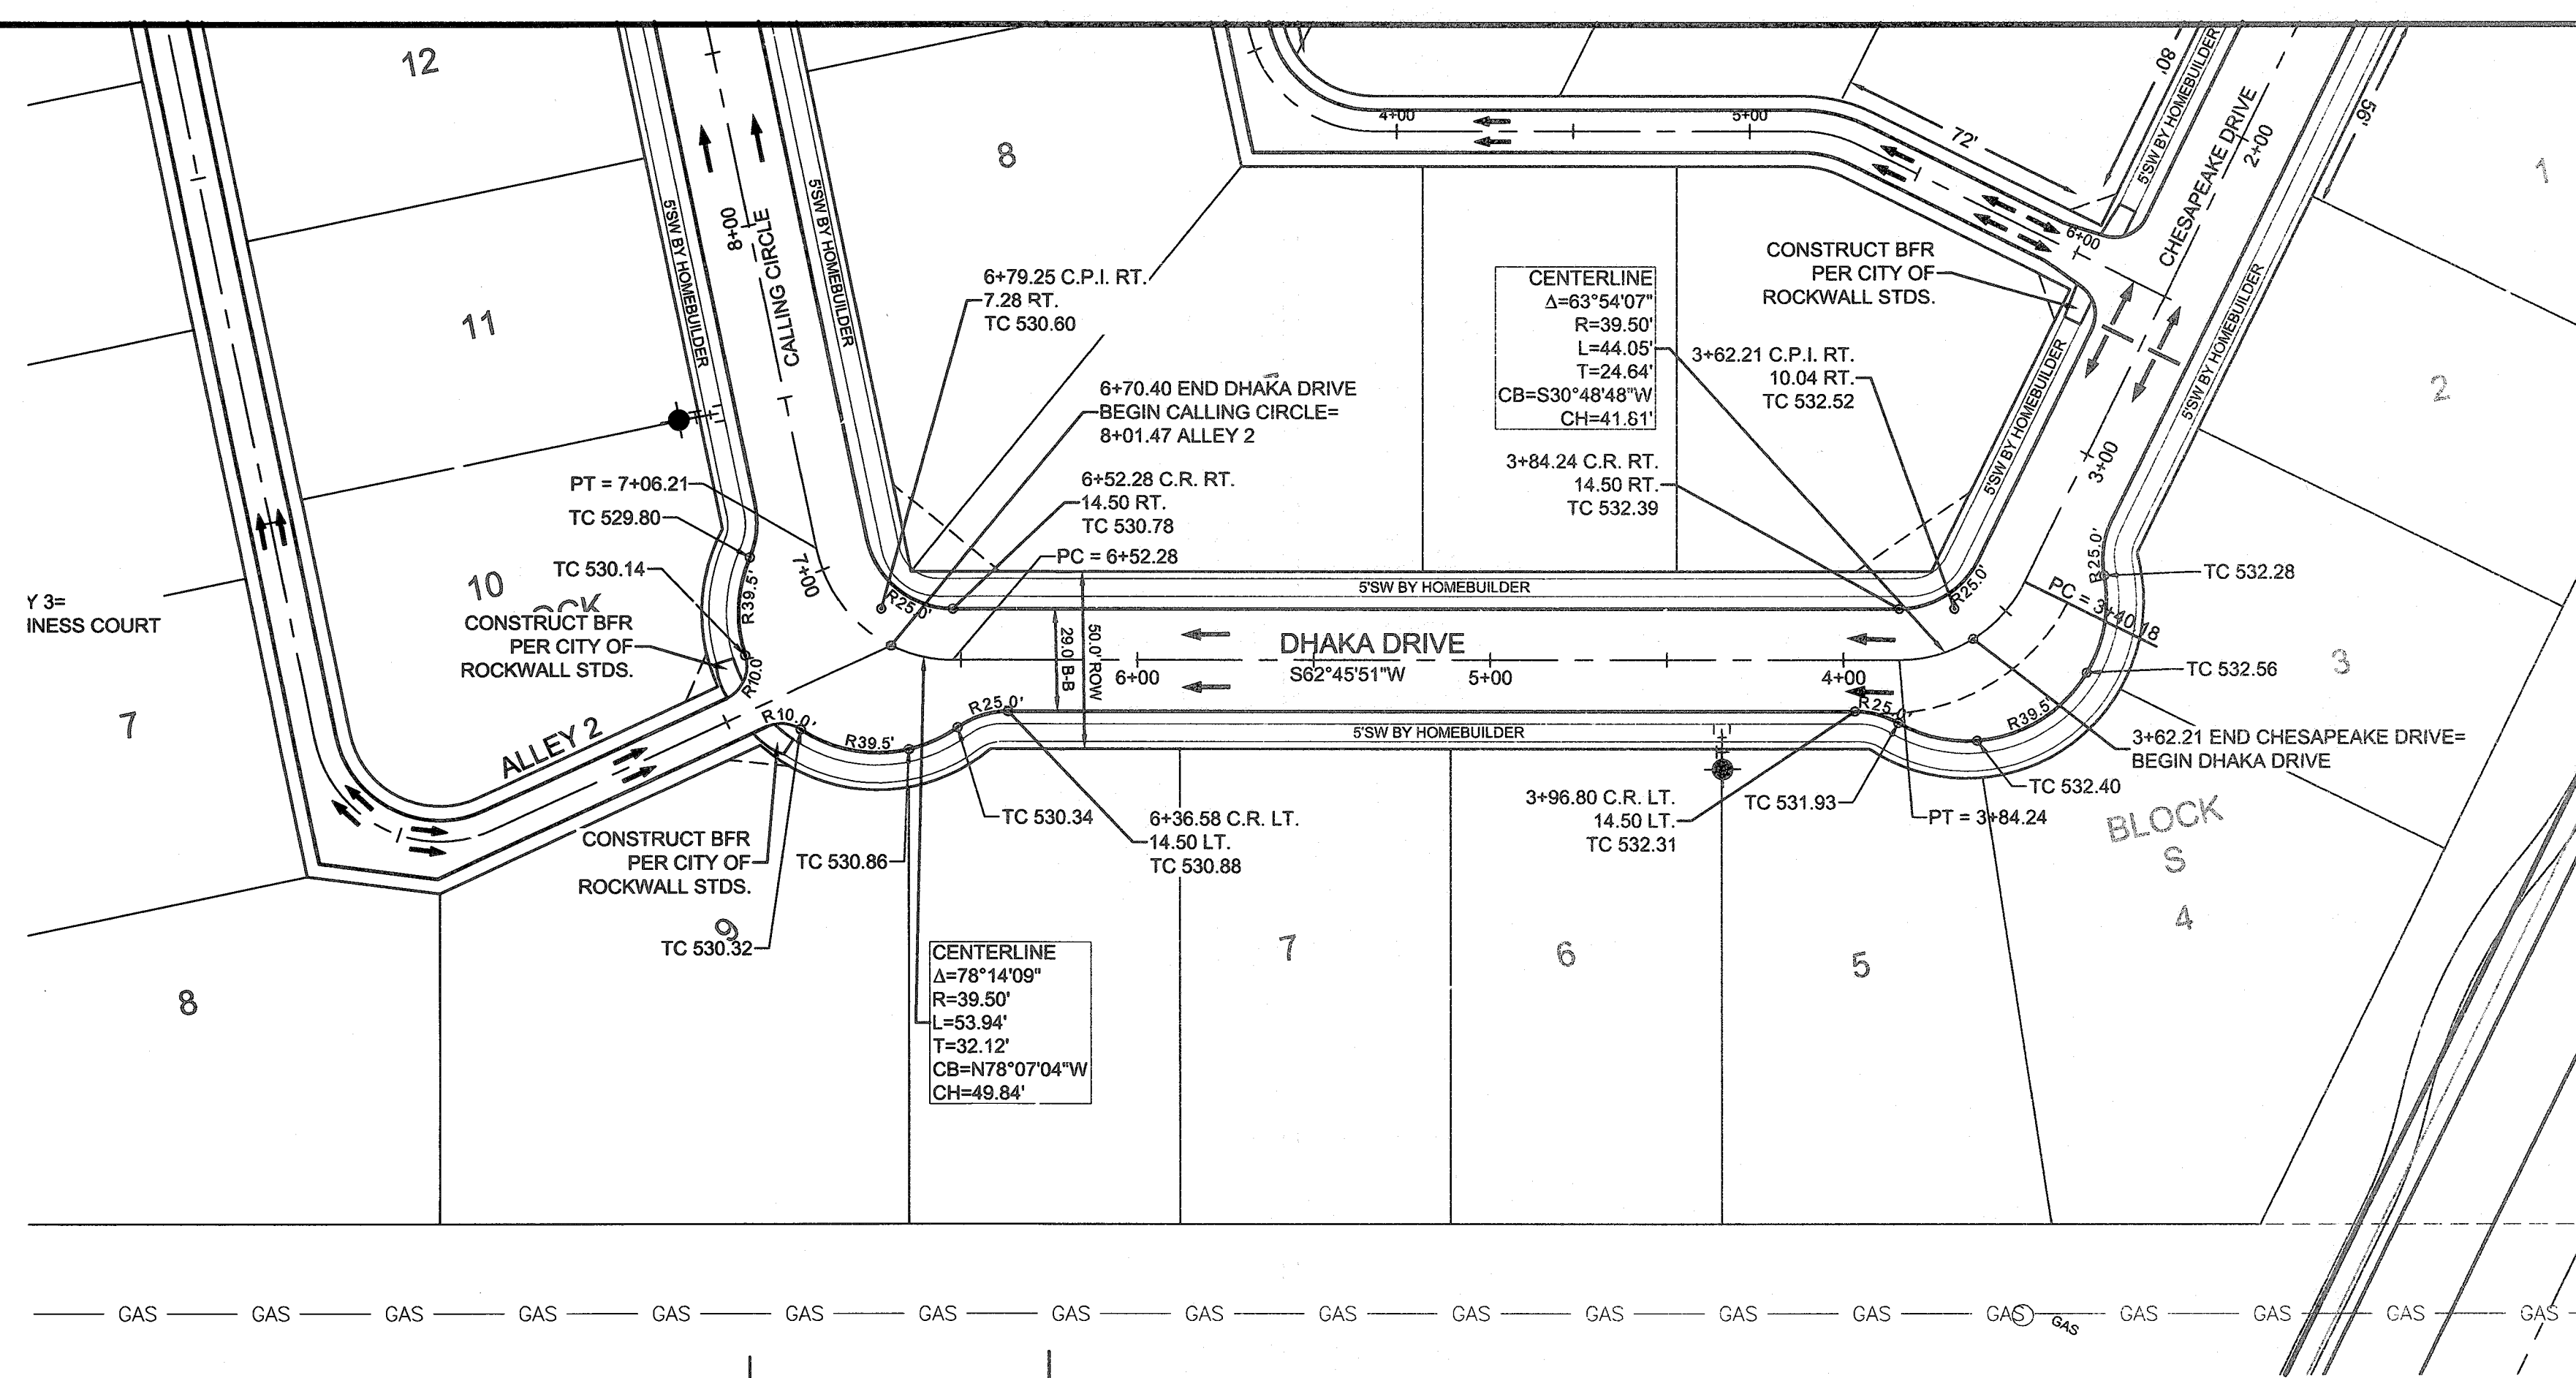 12
8
4+00
5+00
72'
80'
56'
5'SW BY HOMEBUILDER
CHESAPEAKE DRIVE
2+00
1
6+00
5'SW BY HOMEBUILDER
8+00
CALLING CIRCLE
5'SW BY HOMEBUILDER
11
6+79.25 C.P.I. RT.
7.28 RT.
TC 530.60
CENTERLINE
Δ=63°54'07"
R=39.50'
L=44.05'
T=24.64'
CB=S30°48'48"W
CH=41.81'
CONSTRUCT BFR
PER CITY OF
ROCKWALL STDS.
3+62.21 C.P.I. RT.
10.04 RT.
TC 532.52
5'SW BY HOMEBUILDER
5'SW BY HOMEBUILDER
2
6+70.40 END DHAKA DRIVE
BEGIN CALLING CIRCLE=
8+01.47 ALLEY 2
3+84.24 C.R. RT.
14.50 RT.
TC 532.39
3+00
PT = 7+06.21
TC 529.80
6+52.28 C.R. RT.
14.50 RT.
TC 530.78
PC = 6+52.28
TC 530.14
7+00
10
R39.5'
R25.0'
5'SW BY HOMEBUILDER
R25.0'
R25.0'
TC 532.28
PC = 3+40.18
Y 3=
INESS COURT
CONSTRUCT BFR
PER CITY OF
ROCKWALL STDS.
R10.0'
29.0' B-B
50.0' ROW
DHAKA DRIVE
S62°45'51"W
6+00
5+00
4+00
TC 532.56
3
7
ALLEY 2
R10.0'
R39.5'
R25.0'
5'SW BY HOMEBUILDER
R25.0'
R39.5'
3+62.21 END CHESAPEAKE DRIVE=
BEGIN DHAKA DRIVE
TC 532.40
CONSTRUCT BFR
PER CITY OF
ROCKWALL STDS.
TC 530.86
TC 530.34
6+36.58 C.R. LT.
14.50 LT.
TC 530.88
3+96.80 C.R. LT.
14.50 LT.
TC 532.31
TC 531.93
PT = 3+84.24
BLOCK
S
9
TC 530.32
8
7
6
5
4
CENTERLINE
Δ=78°14'09"
R=39.50'
L=53.94'
T=32.12'
CB=N78°07'04"W
CH=49.84'
GAS GAS GAS GAS GAS GAS GAS GAS GAS GAS GAS GAS GAS GAS GAS GAS GAS GAS GAS
GAS